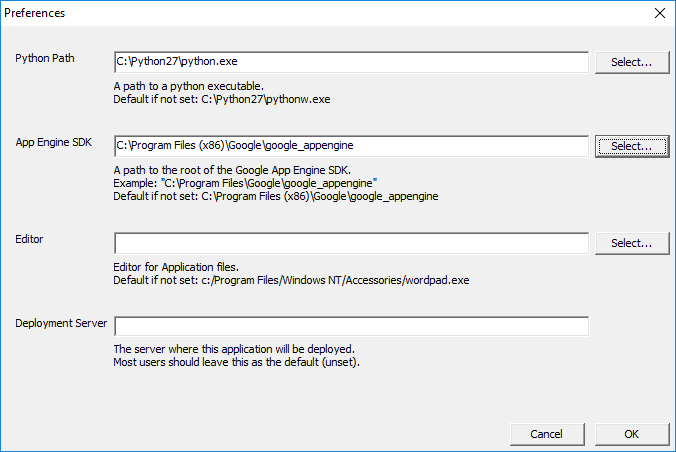 Preferences
Python Path
C:\Python27\python.exe
Select...
A path to a python executable.
Default if not set: C:\Python27\pythonw.exe
App Engine SDK
C:\Program Files (x86)\Google\google_appengine
Select...
A path to the root of the Google App Engine SDK.
Example: "C:\Program Files\Google\google_appengine"
Default if not set: C:\Program Files (x86)\Google\google_appengine
Editor
Select...
Editor for Application files.
Default if not set: c:/Program Files/Windows NT/Accessories/wordpad.exe
Deployment Server
The server where this application will be deployed.
Most users should leave this as the default (unset).
Cancel
OK